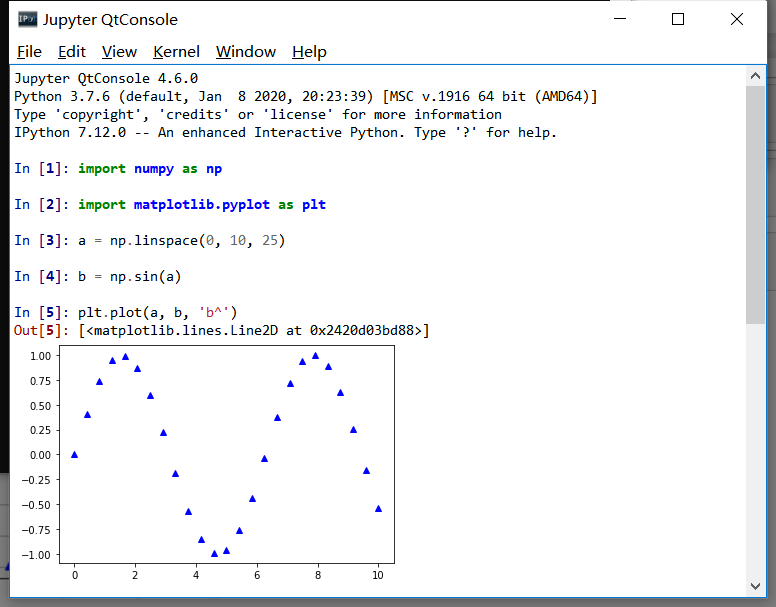 IPy Jupyter QtConsole
File Edit View Kernel Window Help
Jupyter QtConsole 4.6.0
Python 3.7.6 (default, Jan  8 2020, 20:23:39) [MSC v.1916 64 bit (AMD64)]
Type 'copyright', 'credits' or 'license' for more information
IPython 7.12.0 -- An enhanced Interactive Python. Type '?' for help.
In [1]: import numpy as np
In [2]: import matplotlib.pyplot as plt
In [3]: a = np.linspace(0, 10, 25)
In [4]: b = np.sin(a)
In [5]: plt.plot(a, b, 'b^')
Out[5]: [<matplotlib.lines.Line2D at 0x2420d03bd88>]
1.00
0.75
0.50
0.25
0.00
−0.25
−0.50
−0.75
−1.00
0 2 4 6 8 10